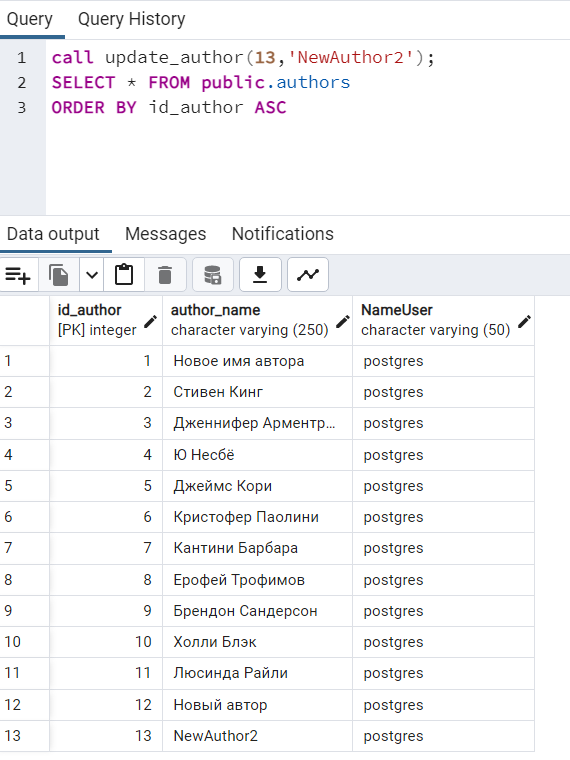 Query Query History
1 call update_author(13,'NewAuthor2');
2 SELECT * FROM public.authors
3 ORDER BY id_author ASC
Data output Messages Notifications
id_author author_name NameUser
[PK] integer character varying (250) character varying (50)
1 1 Новое имя автора postgres
2 2 Стивен Кинг postgres
3 3 Дженнифер Арментр... postgres
4 4 Ю Несбё postgres
5 5 Джеймс Кори postgres
6 6 Кристофер Паолини postgres
7 7 Кантини Барбара postgres
8 8 Ерофей Трофимов postgres
9 9 Брендон Сандерсон postgres
10 10 Холли Блэк postgres
11 11 Люсинда Райли postgres
12 12 Новый автор postgres
13 13 NewAuthor2 postgres